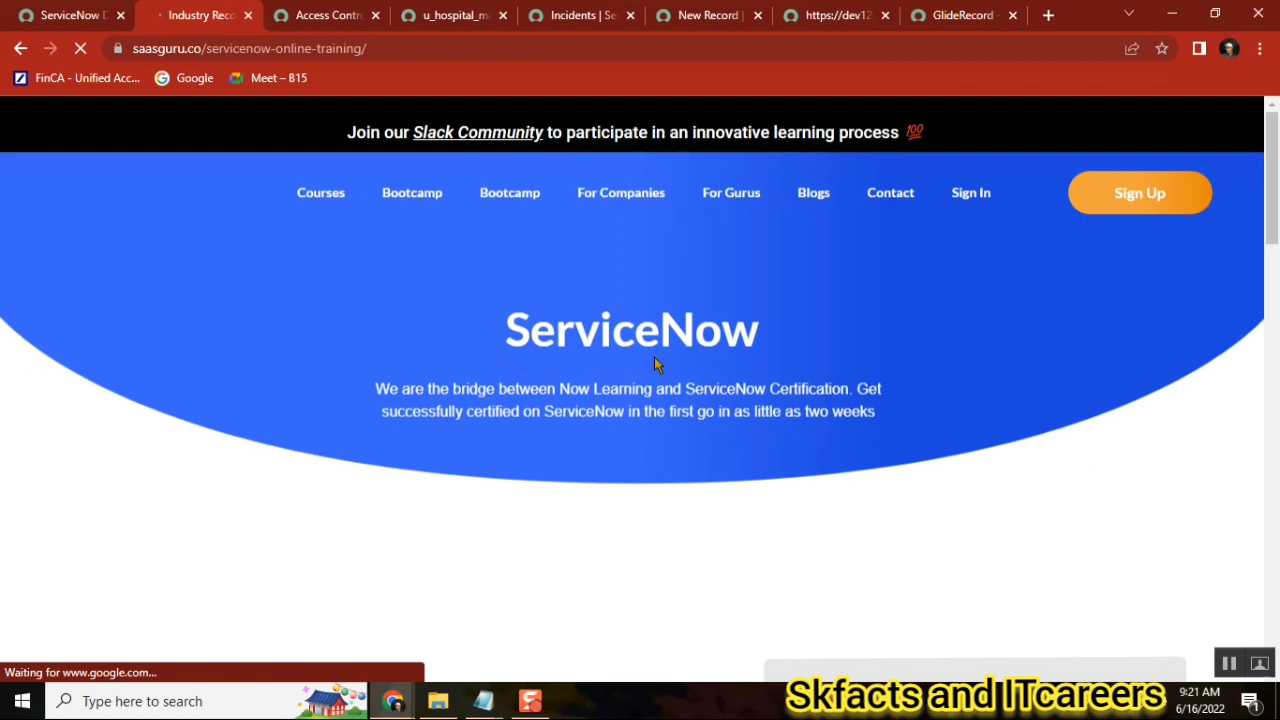 ServiceNow D
Industry Reco
Access Contro
u_hospital_ma
Incidents | Se
New Record |
https://dev12
GlideRecord -
saasguru.co/servicenow-online-training/
FinCA - Unified Acc...
Google
Meet – B15
Join our Slack Community to participate in an innovative learning process 💯
Courses
Bootcamp
Bootcamp
For Companies
For Gurus
Blogs
Contact
Sign In
Sign Up
ServiceNow
We are the bridge between Now Learning and ServiceNow Certification. Get
successfully certified on ServiceNow in the first go in as little as two weeks
Waiting for www.google.com...
Type here to search
Skfacts and ITcareers
9:21 AM
6/16/2022
1